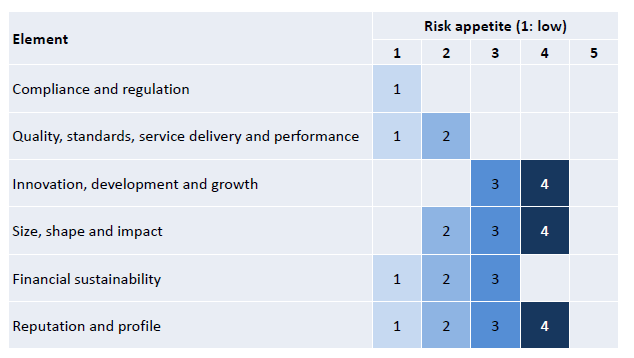 Element
Risk appetite (1: low)
1 2 3 4 5
Compliance and regulation 1
Quality, standards, service delivery and performance 1 2
Innovation, development and growth 3 4
Size, shape and impact 2 3 4
Financial sustainability 1 2 3
Reputation and profile 1 2 3 4